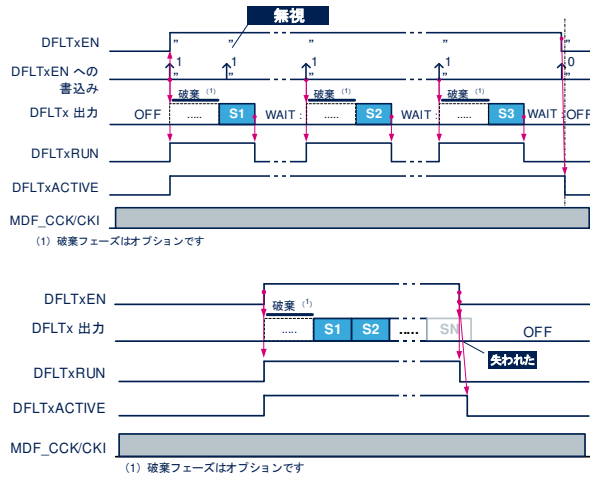 無視
DFLTxEN " " " " "
DFLTxEN への 1 1 1 1 0
書込み " " " " "
破棄 (1) 破棄 (1) 破棄 (1)
DFLTx 出力 OFF ..... S1 WAIT : ..... S2 WAIT : ..... S3 WAIT : OFF
DFLTxRUN
DFLTxACTIVE
MDF_CCK/CKI
(1) 破棄フェーズはオプションです
DFLTxEN
破棄 (1)
DFLTx 出力 ..... S1 S2 ..... SN OFF
失われた
DFLTxRUN
DFLTxACTIVE
MDF_CCK/CKI
(1) 破棄フェーズはオプションです